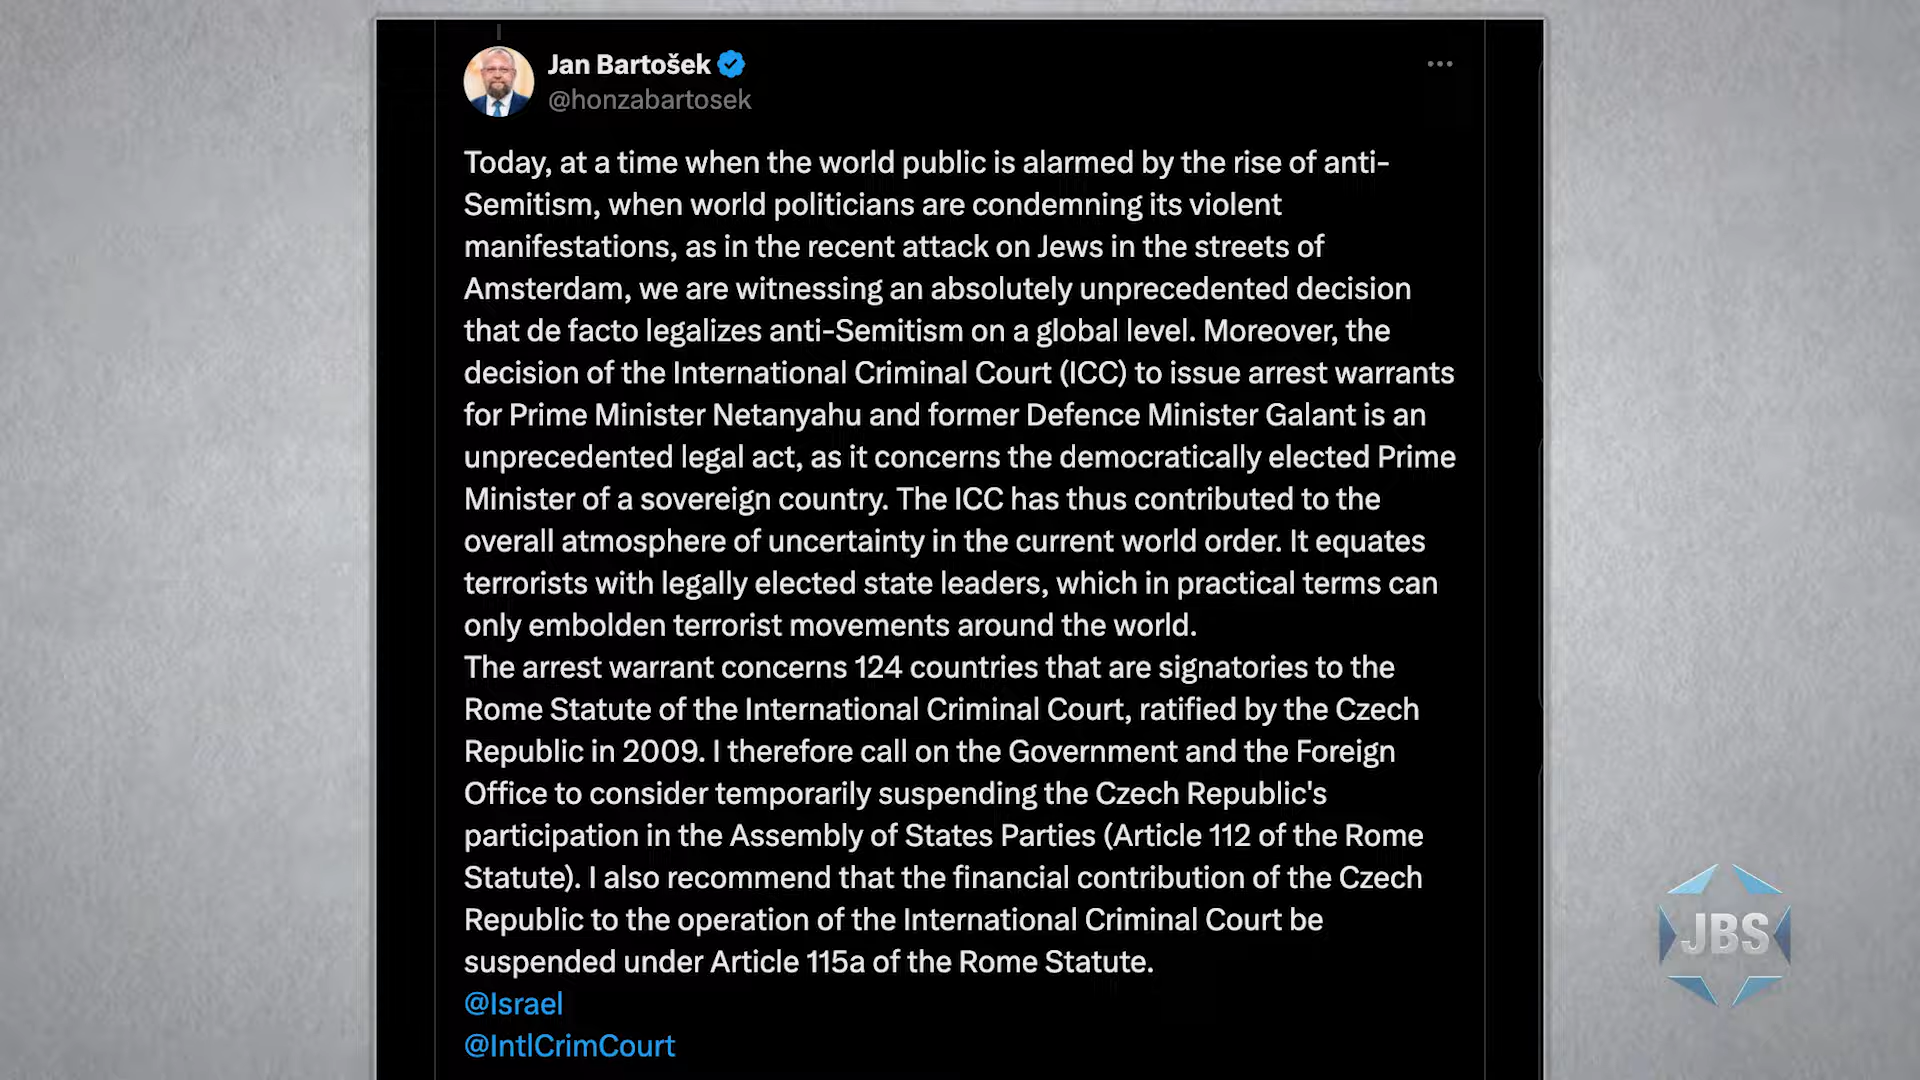 Jan Bartošek
@honzabartosek
Today, at a time when the world public is alarmed by the rise of anti-
Semitism, when world politicians are condemning its violent
manifestations, as in the recent attack on Jews in the streets of
Amsterdam, we are witnessing an absolutely unprecedented decision
that de facto legalizes anti-Semitism on a global level. Moreover, the
decision of the International Criminal Court (ICC) to issue arrest warrants
for Prime Minister Netanyahu and former Defence Minister Galant is an
unprecedented legal act, as it concerns the democratically elected Prime
Minister of a sovereign country. The ICC has thus contributed to the
overall atmosphere of uncertainty in the current world order. It equates
terrorists with legally elected state leaders, which in practical terms can
only embolden terrorist movements around the world.
The arrest warrant concerns 124 countries that are signatories to the
Rome Statute of the International Criminal Court, ratified by the Czech
Republic in 2009. I therefore call on the Government and the Foreign
Office to consider temporarily suspending the Czech Republic's
participation in the Assembly of States Parties (Article 112 of the Rome
Statute). I also recommend that the financial contribution of the Czech
Republic to the operation of the International Criminal Court be
suspended under Article 115a of the Rome Statute.
@Israel
@IntlCrimCourt
JBS